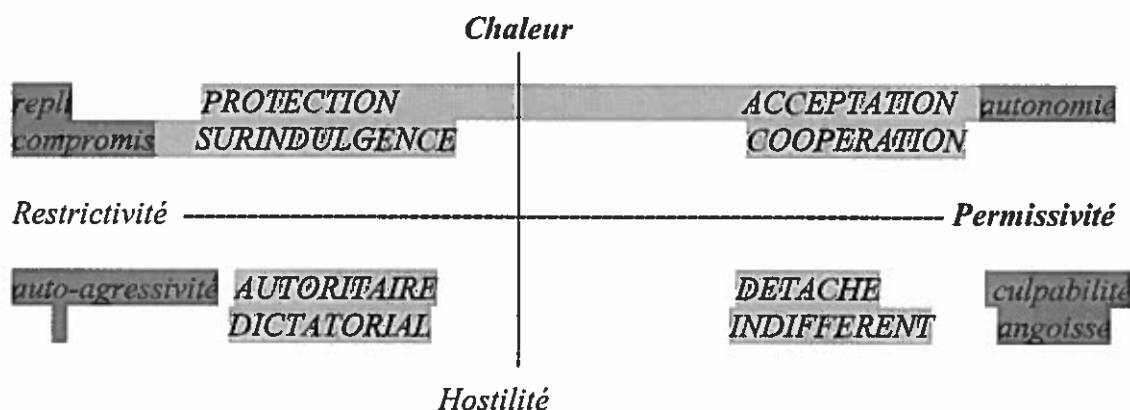 Chaleur
repli PROTECTION ACCEPTATION autonomie
compromis SURINDULGENCE COOPERATION
Restrictivité Permissivité
auto-agressivité AUTORITAIRE DETACHE culpabilité
DICTATORIAL INDIFFERENT angoisse
Hostilité